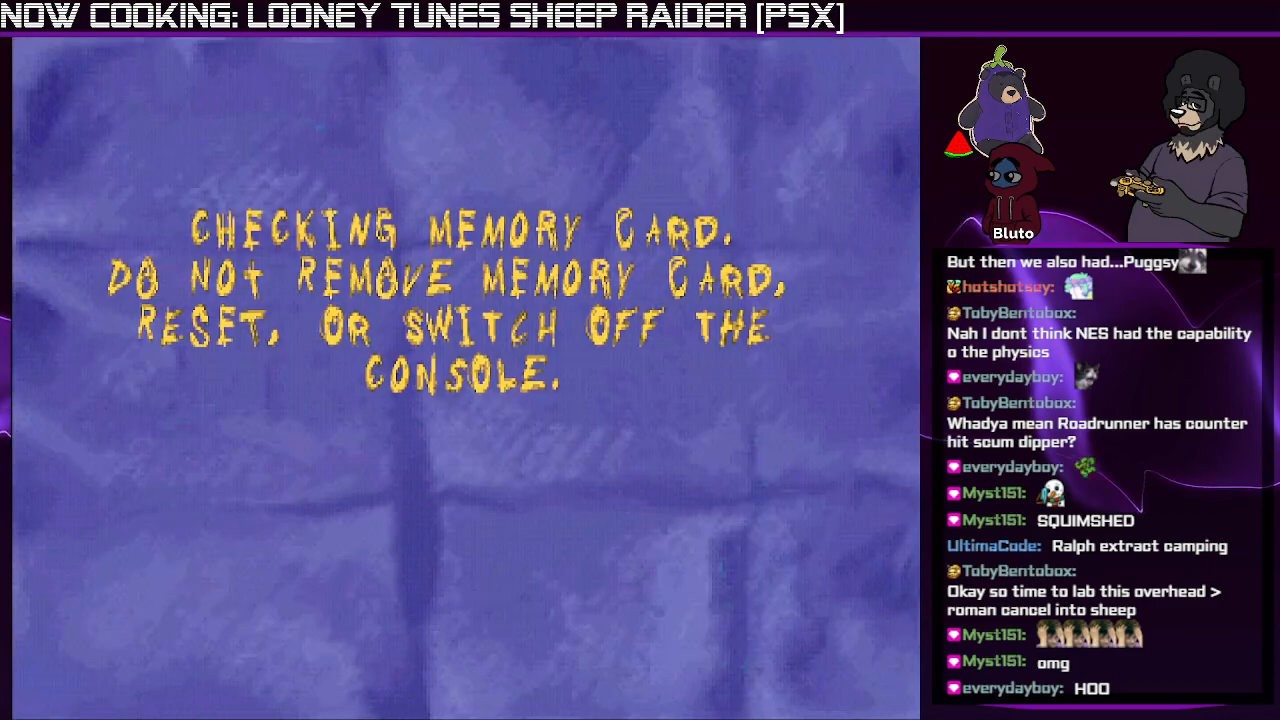 NOW COOKING: LOONEY TUNES SHEEP RAIDER [PSX]
CHECKING MEMORY CARD.
DO NOT REMOVE MEMORY CARD,
RESET, OR SWITCH OFF THE
CONSOLE.
Bluto
But then we also had...Puggsy
hotshotsey:
TobyBentobox:
Nah I dont think NES had the capability
o the physics
everydayboy:
TobyBentobox:
Whadya mean Roadrunner has counter
hit scum dipper?
everydayboy:
Myst151:
Myst151: SQUIMSHED
UltimaCode: Ralph extract camping
TobyBentobox:
Okay so time to lab this overhead >
roman cancel into sheep
Myst151:
Myst151: omg
everydayboy: HOO